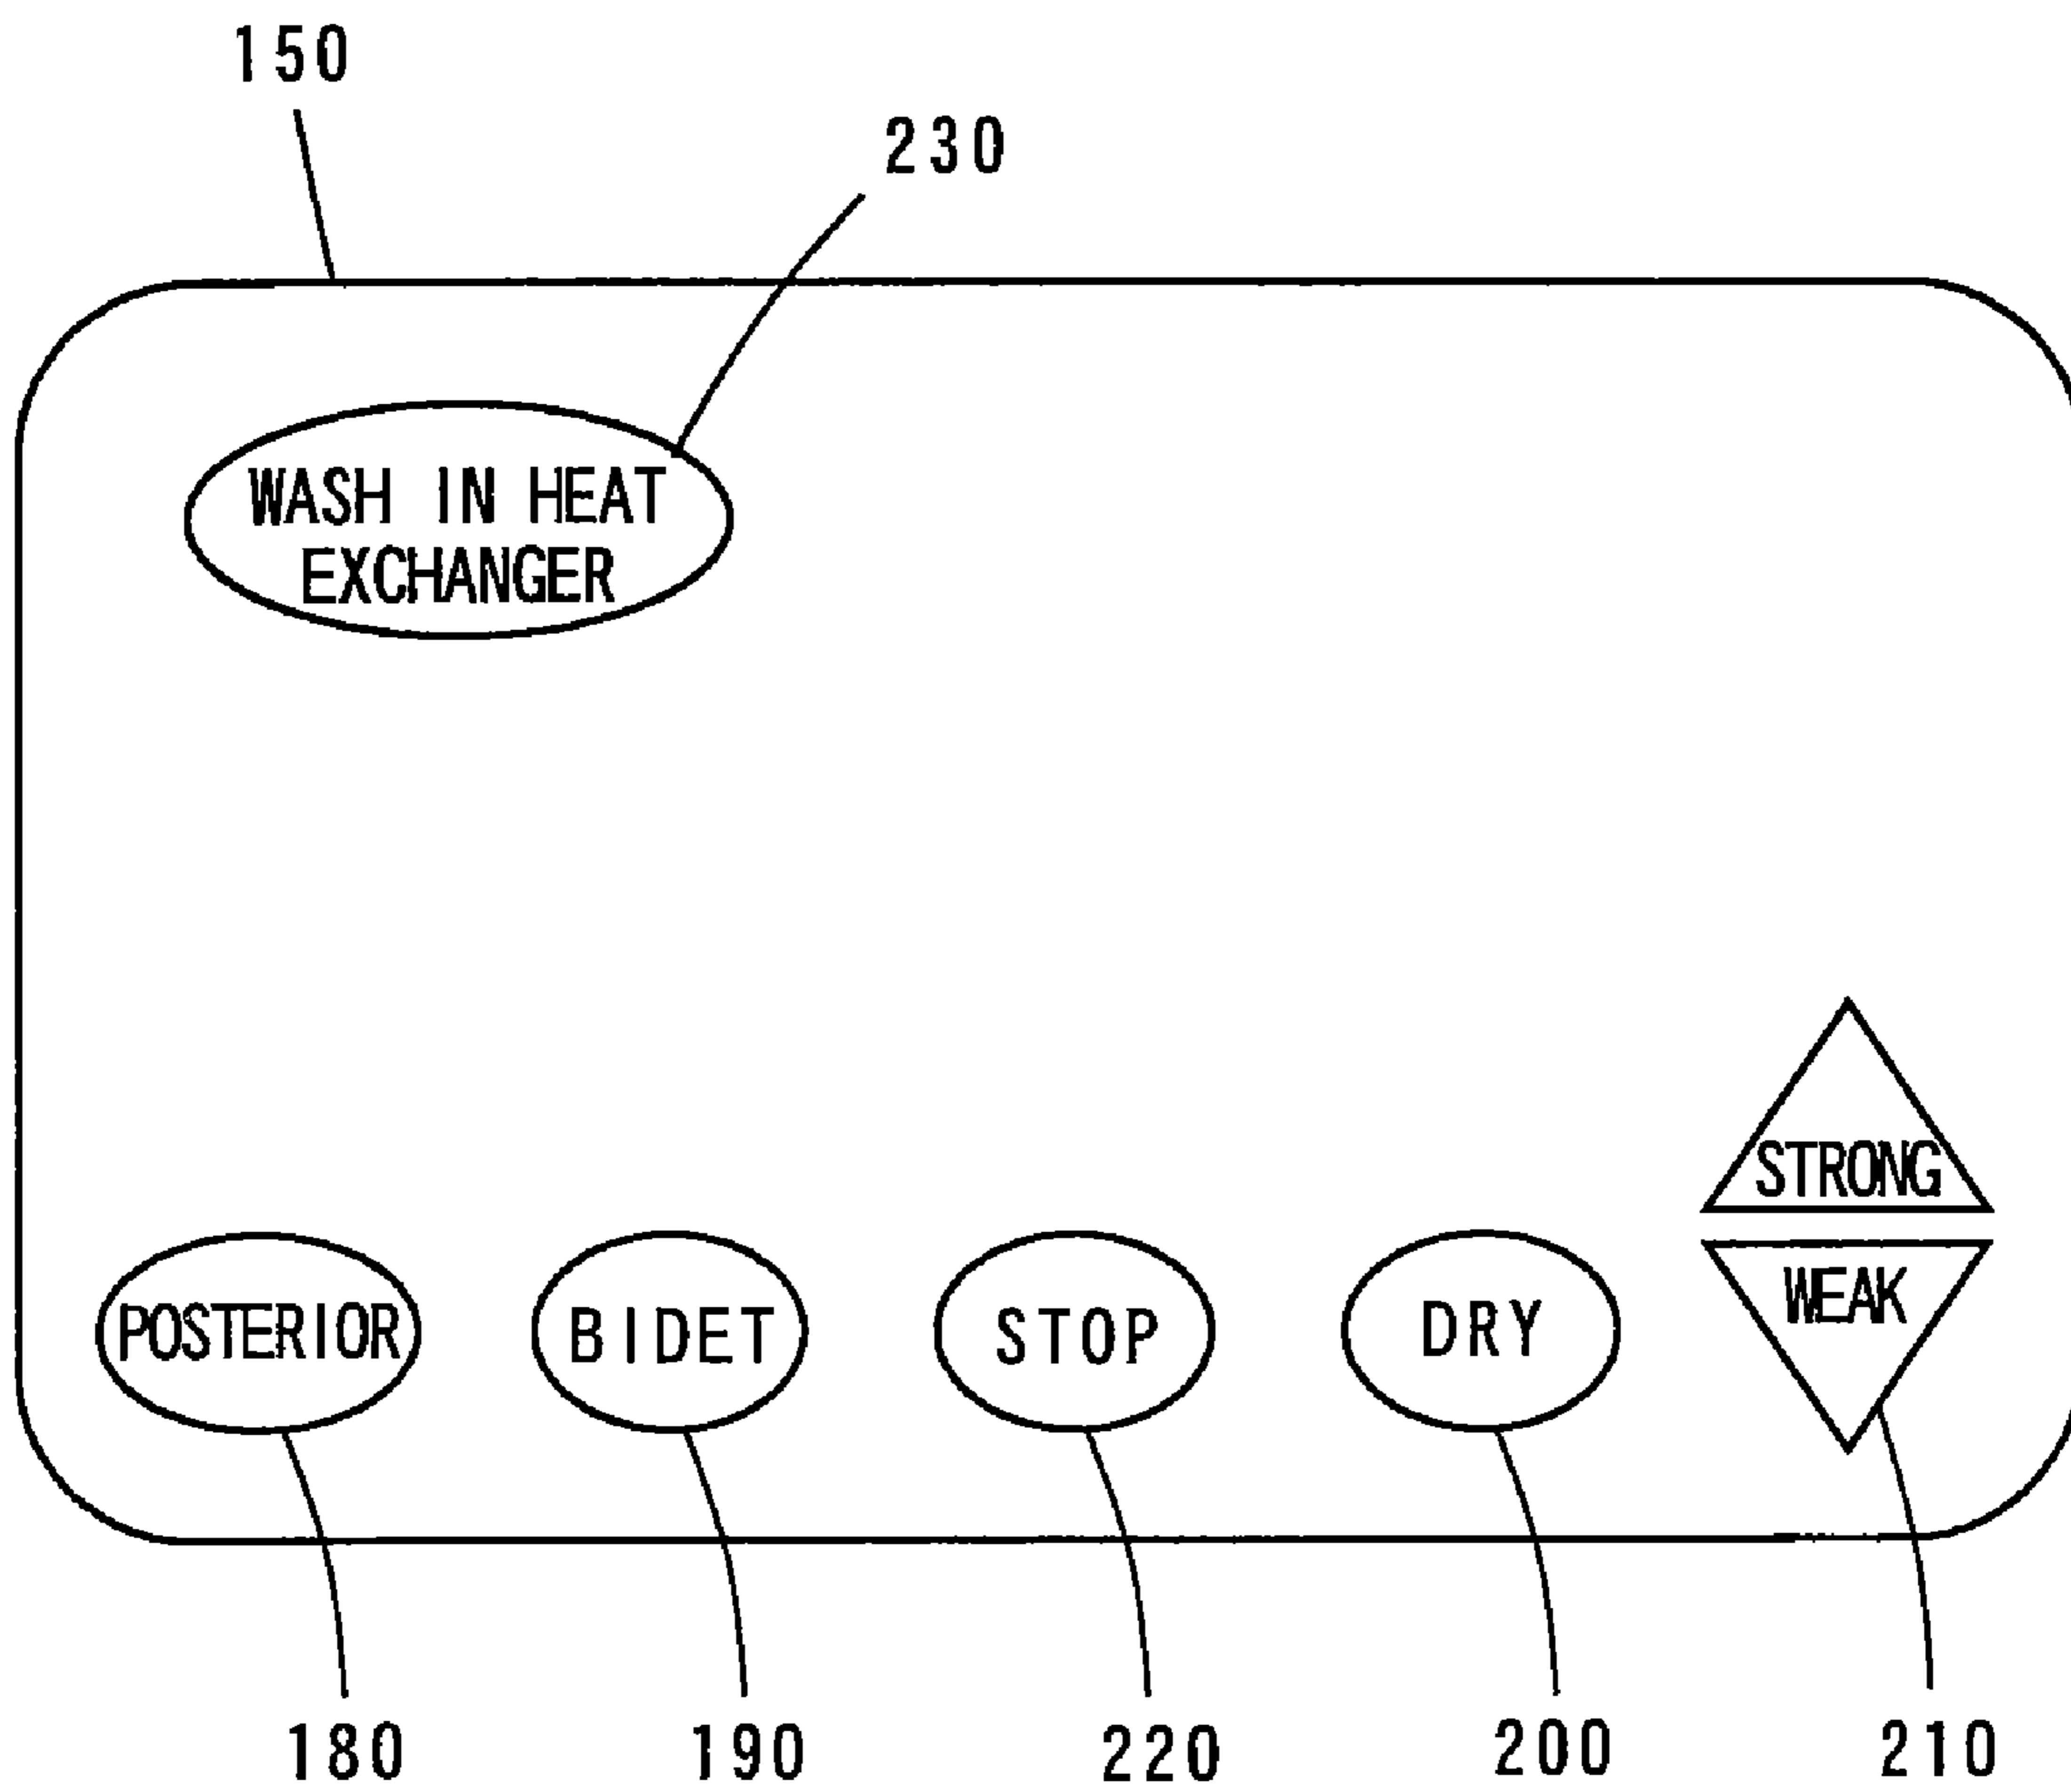 150
230
WASH IN HEAT
EXCHANGER
STRONG
WEAK
POSTERIOR
BIDET
STOP
DRY
180
190
220
200
210